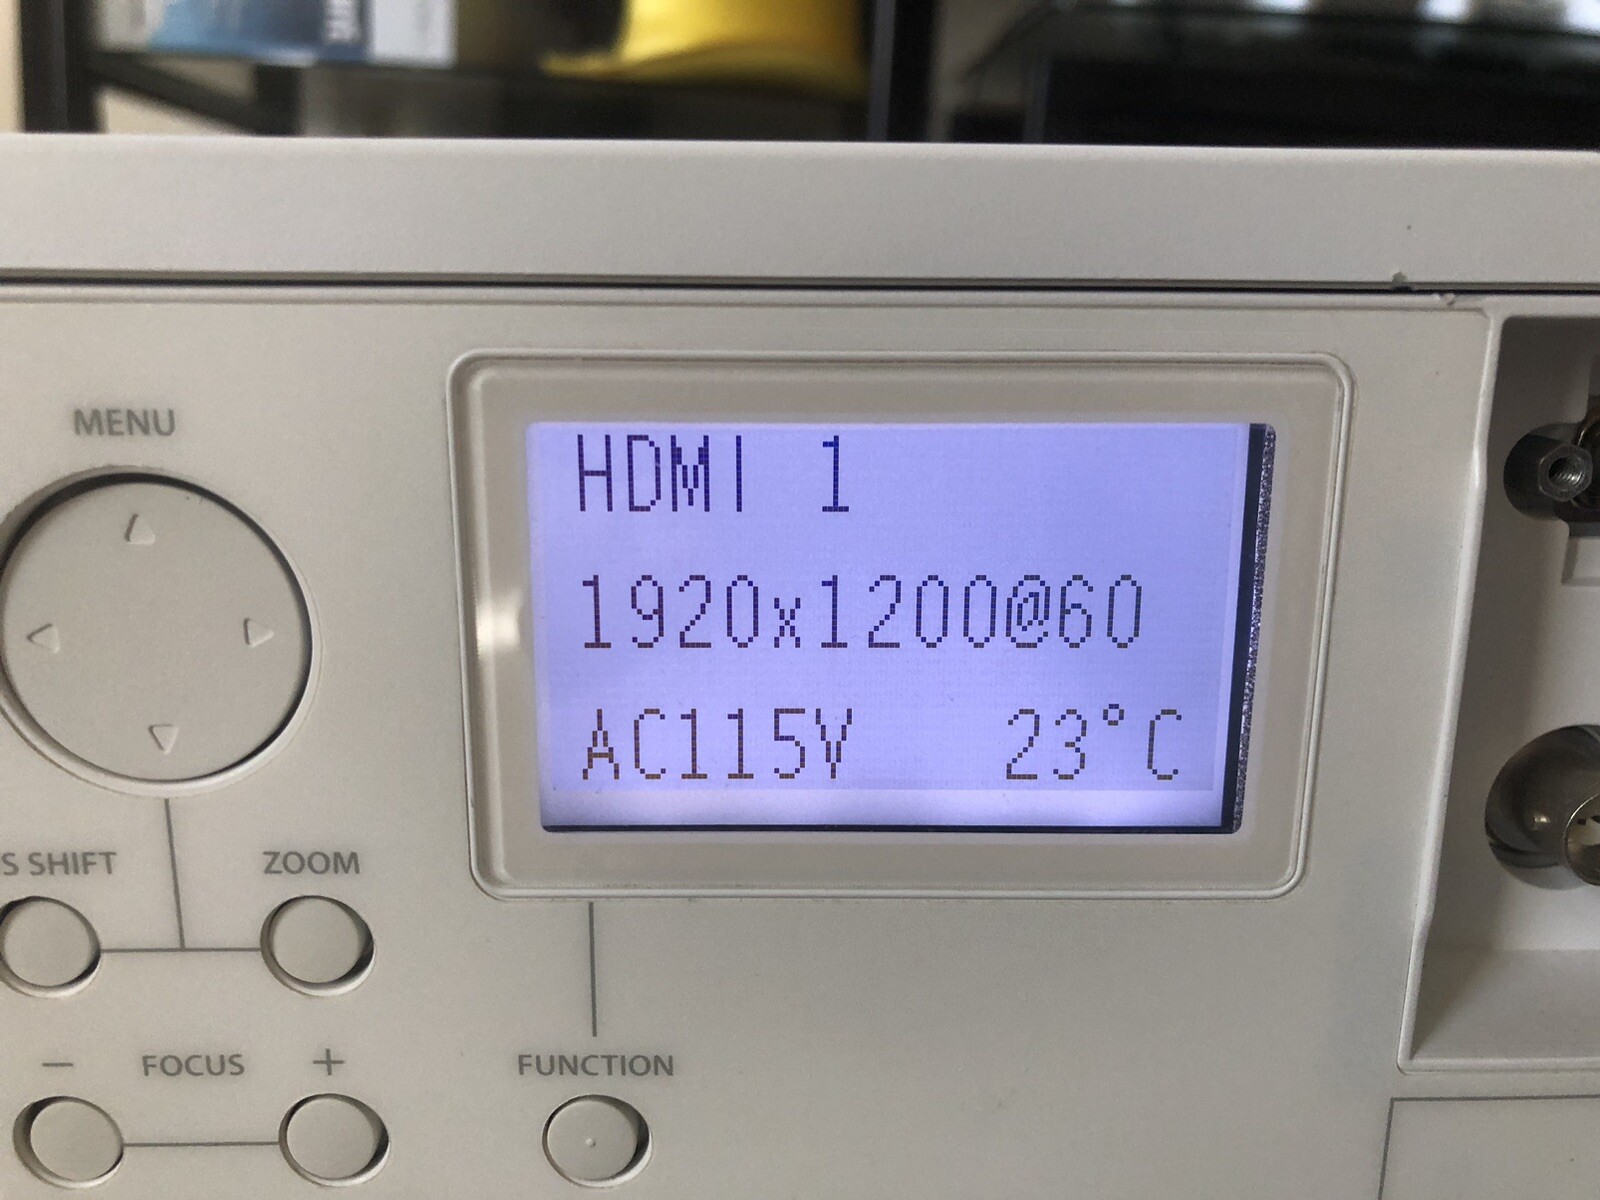 MENU
HDMI 1
1920x1200@60
AC115V 23°C
S SHIFT
ZOOM
− FOCUS +
FUNCTION